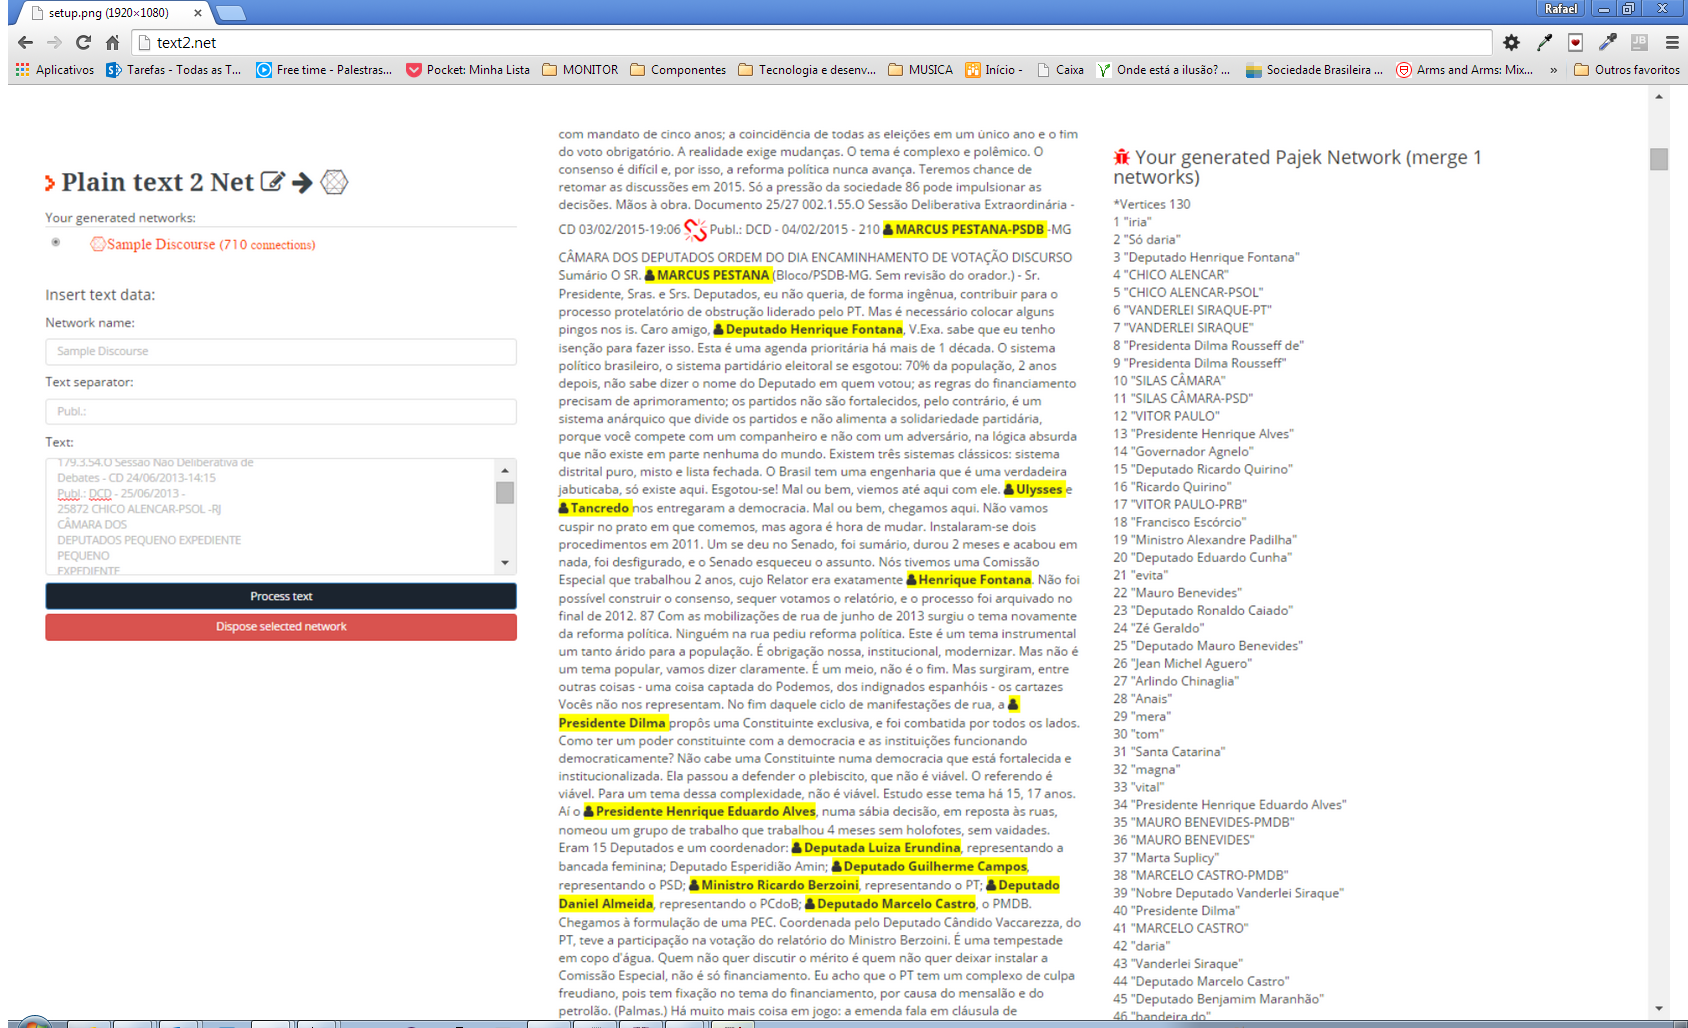 setup.png (1920×1080)
Rafael
text2.net
Aplicativos
Tarefas - Todas as T...
Free time - Palestras...
Pocket: Minha Lista
MONITOR
Componentes
Tecnologia e desenv...
MUSICA
Início -
Caixa
Onde está a ilusão? ...
Sociedade Brasileira ...
Arms and Arms: Mix...
»
Outros favoritos
Plain text 2 Net
Your generated networks:
Sample Discourse (710 connections)
Insert text data:
Network name:
Sample Discourse
Text separator:
Publ.:
Text:
179.3.54.O Sessão Não Deliberativa de
Debates - CD 24/06/2013-14:15
Publ.: DCD - 25/06/2013 -
25872 CHICO ALENCAR-PSOL -RJ
CÂMARA DOS
DEPUTADOS PEQUENO EXPEDIENTE
PEQUENO
EXPEDIENTE
Process text
Dispose selected network
com mandato de cinco anos; a coincidência de todas as eleições em um único ano e o fim
do voto obrigatório. A realidade exige mudanças. O tema é complexo e polêmico. O
consenso é difícil e, por isso, a reforma política nunca avança. Teremos chance de
retomar as discussões em 2015. Só a pressão da sociedade 86 pode impulsionar as
decisões. Mãos à obra. Documento 25/27 002.1.55.O Sessão Deliberativa Extraordinária -
CD 03/02/2015-19:06 Publ.: DCD - 04/02/2015 - 210 MARCUS PESTANA-PSDB -MG
CÂMARA DOS DEPUTADOS ORDEM DO DIA ENCAMINHAMENTO DE VOTAÇÃO DISCURSO
Sumário O SR. MARCUS PESTANA (Bloco/PSDB-MG. Sem revisão do orador.) - Sr.
Presidente, Sras. e Srs. Deputados, eu não queria, de forma ingênua, contribuir para o
processo protelatório de obstrução liderado pelo PT. Mas é necessário colocar alguns
pingos nos is. Caro amigo, Deputado Henrique Fontana, V.Exa. sabe que eu tenho
isenção para fazer isso. Esta é uma agenda prioritária há mais de 1 década. O sistema
político brasileiro, o sistema partidário eleitoral se esgotou: 70% da população, 2 anos
depois, não sabe dizer o nome do Deputado em quem votou; as regras do financiamento
precisam de aprimoramento; os partidos não são fortalecidos, pelo contrário, é um
sistema anárquico que divide os partidos e não alimenta a solidariedade partidária,
porque você compete com um companheiro e não com um adversário, na lógica absurda
que não existe em parte nenhuma do mundo. Existem três sistemas clássicos: sistema
distrital puro, misto e lista fechada. O Brasil tem uma engenharia que é uma verdadeira
jabuticaba, só existe aqui. Esgotou-se! Mal ou bem, viemos até aqui com ele. Ulysses e
Tancredo nos entregaram a democracia. Mal ou bem, chegamos aqui. Não vamos
cuspir no prato em que comemos, mas agora é hora de mudar. Instalaram-se dois
procedimentos em 2011. Um se deu no Senado, foi sumário, durou 2 meses e acabou em
nada, foi desfigurado, e o Senado esqueceu o assunto. Nós tivemos uma Comissão
Especial que trabalhou 2 anos, cujo Relator era exatamente Henrique Fontana. Não foi
possível construir o consenso, sequer votamos o relatório, e o processo foi arquivado no
final de 2012. 87 Com as mobilizações de rua de junho de 2013 surgiu o tema novamente
da reforma política. Ninguém na rua pediu reforma política. Este é um tema instrumental
um tanto árido para a população. É obrigação nossa, institucional, modernizar. Mas não é
um tema popular, vamos dizer claramente. É um meio, não é o fim. Mas surgiram, entre
outras coisas - uma coisa captada do Podemos, dos indignados espanhóis - os cartazes
Vocês não nos representam. No fim daquele ciclo de manifestações de rua, a
Presidente Dilma propôs uma Constituinte exclusiva, e foi combatida por todos os lados.
Como ter um poder constituinte com a democracia e as instituições funcionando
democraticamente? Não cabe uma Constituinte numa democracia que está fortalecida e
institucionalizada. Ela passou a defender o plebiscito, que não é viável. O referendo é
viável. Para um tema dessa complexidade, não é viável. Estudo esse tema há 15, 17 anos.
Aí o Presidente Henrique Eduardo Alves, numa sábia decisão, em reposta às ruas,
nomeou um grupo de trabalho que trabalhou 4 meses sem holofotes, sem vaidades.
Eram 15 Deputados e um coordenador: Deputada Luiza Erundina, representando a
bancada feminina; Deputado Esperidião Amin; Deputado Guilherme Campos,
representando o PSD; Ministro Ricardo Berzoini, representando o PT; Deputado
Daniel Almeida, representando o PCdoB; Deputado Marcelo Castro, o PMDB.
Chegamos à formulação de uma PEC. Coordenada pelo Deputado Cândido Vaccarezza, do
PT, teve a participação na votação do relatório do Ministro Berzoini. É uma tempestade
em copo d'água. Quem não quer discutir o mérito é quem não quer deixar instalar a
Comissão Especial, não é só financiamento. Eu acho que o PT tem um complexo de culpa
freudiano, pois tem fixação no tema do financiamento, por causa do mensalão e do
petrolão. (Palmas.) Há muito mais coisa em jogo: a emenda fala em cláusula de
Your generated Pajek Network (merge 1
networks)
*Vertices 130
1 "iria"
2 "Só daria"
3 "Deputado Henrique Fontana"
4 "CHICO ALENCAR"
5 "CHICO ALENCAR-PSOL"
6 "VANDERLEI SIRAQUE-PT"
7 "VANDERLEI SIRAQUE"
8 "Presidenta Dilma Rousseff de"
9 "Presidenta Dilma Rousseff"
10 "SILAS CÂMARA"
11 "SILAS CÂMARA-PSD"
12 "VITOR PAULO"
13 "Presidente Henrique Alves"
14 "Governador Agnelo"
15 "Deputado Ricardo Quirino"
16 "Ricardo Quirino"
17 "VITOR PAULO-PRB"
18 "Francisco Escórcio"
19 "Ministro Alexandre Padilha"
20 "Deputado Eduardo Cunha"
21 "evita"
22 "Mauro Benevides"
23 "Deputado Ronaldo Caiado"
24 "Zé Geraldo"
25 "Deputado Mauro Benevides"
26 "Jean Michel Aguero"
27 "Arlindo Chinaglia"
28 "Anais"
29 "mera"
30 "tom"
31 "Santa Catarina"
32 "magna"
33 "vital"
34 "Presidente Henrique Eduardo Alves"
35 "MAURO BENEVIDES-PMDB"
36 "MAURO BENEVIDES"
37 "Marta Suplicy"
38 "MARCELO CASTRO-PMDB"
39 "Nobre Deputado Vanderlei Siraque"
40 "Presidente Dilma"
41 "MARCELO CASTRO"
42 "daria"
43 "Vanderlei Siraque"
44 "Deputado Marcelo Castro"
45 "Deputado Benjamim Maranhão"
46 "bandeira do"